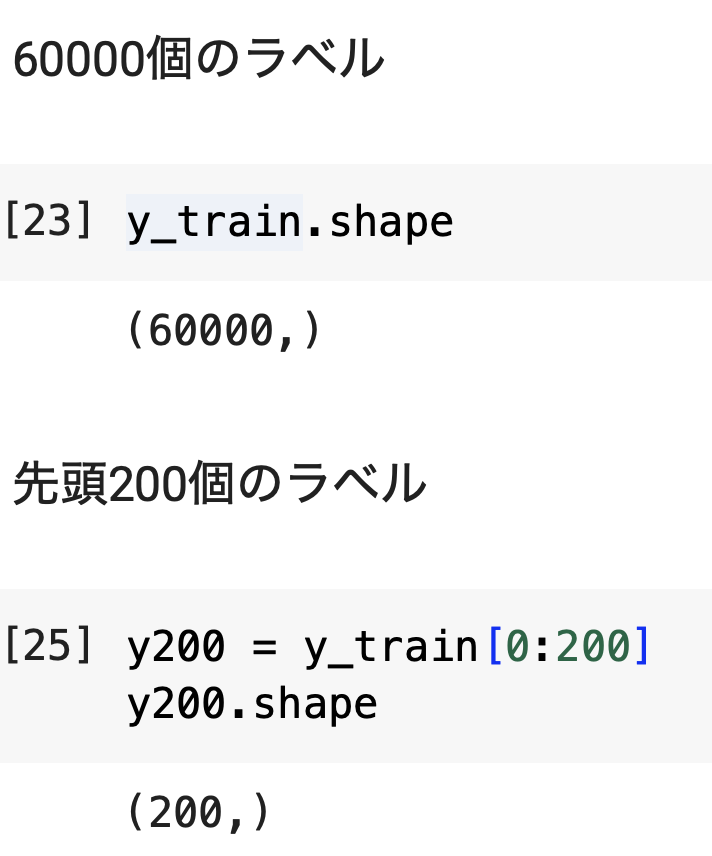 60000個のラベル
[23] y_train.shape
(60000,)
先頭200個のラベル
[25] y200 = y_train[0:200]
y200.shape
(200,)